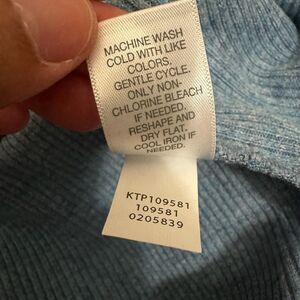 MACHINE WASH
COLD WITH LIKE
COLORS.
GENTLE CYCLE.
ONLY NON-
CHLORINE BLEACH
IF NEEDED.
RESHAPE AND
DRY FLAT.
COOL IRON IF
NEEDED.
KTP109581
109581
0205839